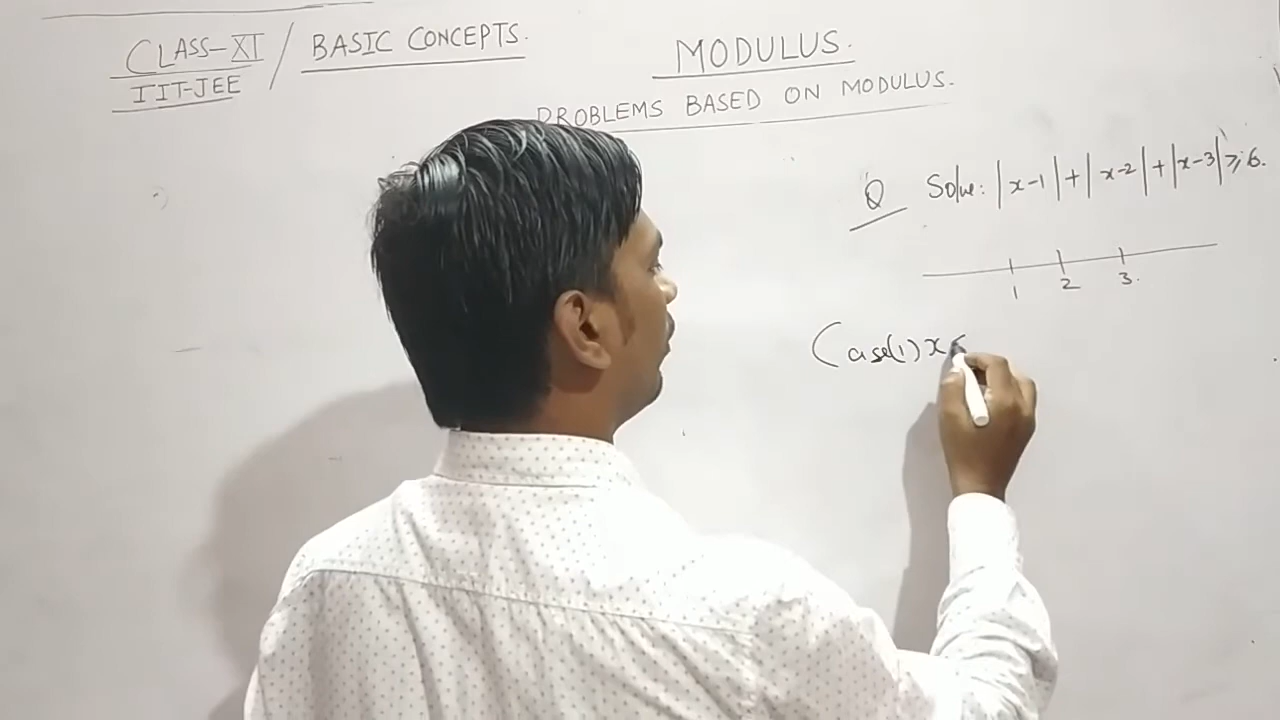 CLASS-XI / BASIC CONCEPTS.
IIT-JEE
MODULUS.
PROBLEMS BASED ON MODULUS.
Q Solve: |x-1|+|x-2|+|x-3|⩾6.
1 2 3.
Case(1) x